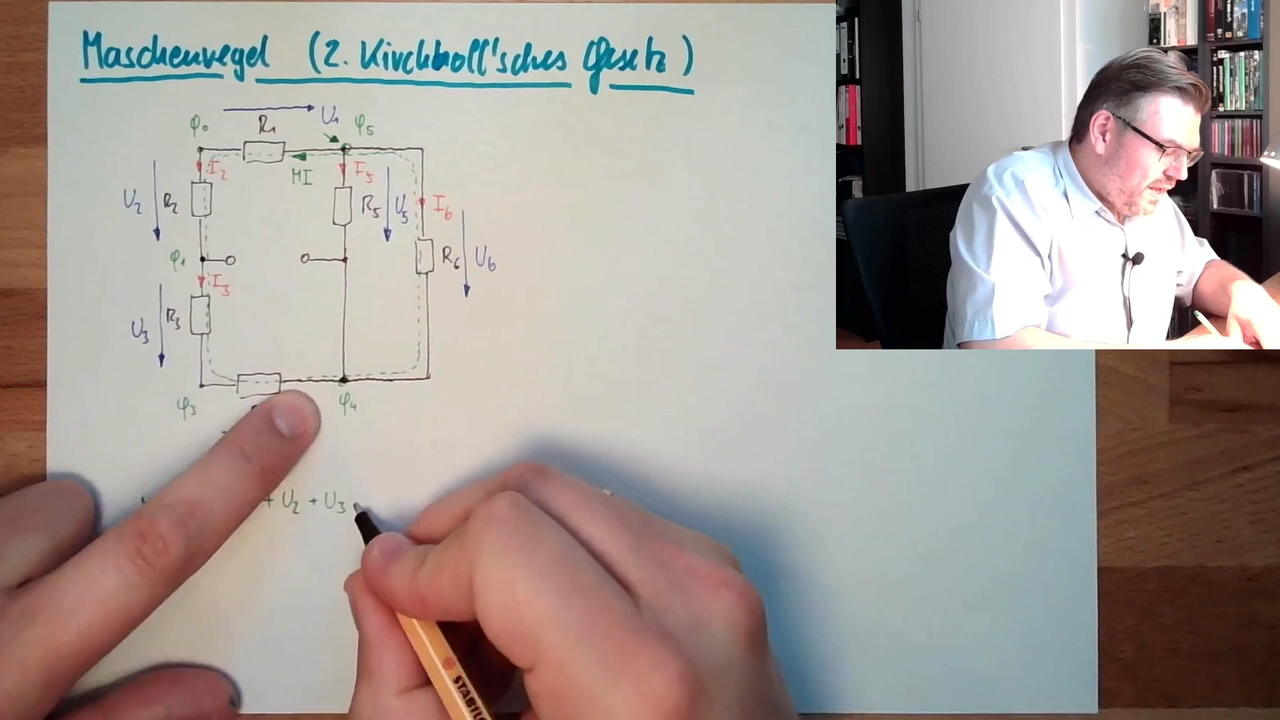 Maschenregel (2. Kirchhoff'sches Gesetz)
U1
φ0 R1 φ5
MI
I2 I5
U2 R2 R5 U5 I6
φ1 R6 U6
I3
U3 R3
φ3 φ4
+ U2 + U3
STABILO